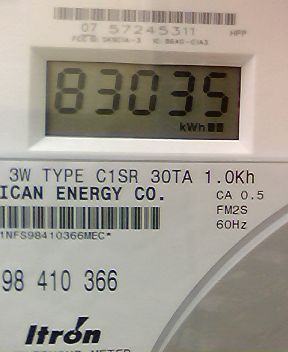 07 57245311 HPP
83035
kWh
3W TYPE C1SR 30TA 1.0Kh
ICAN ENERGY CO. CA 0.5
FM2S
1NFS98410366MEC* 60Hz
98 410 366
Itron